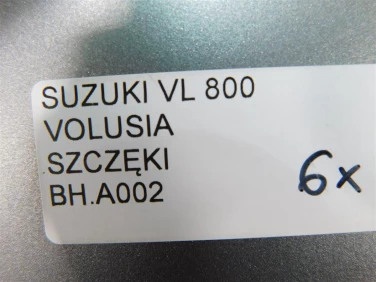 SUZUKI VL 800
VOLUSIA
SZCZĘKI
BH.A002
6x